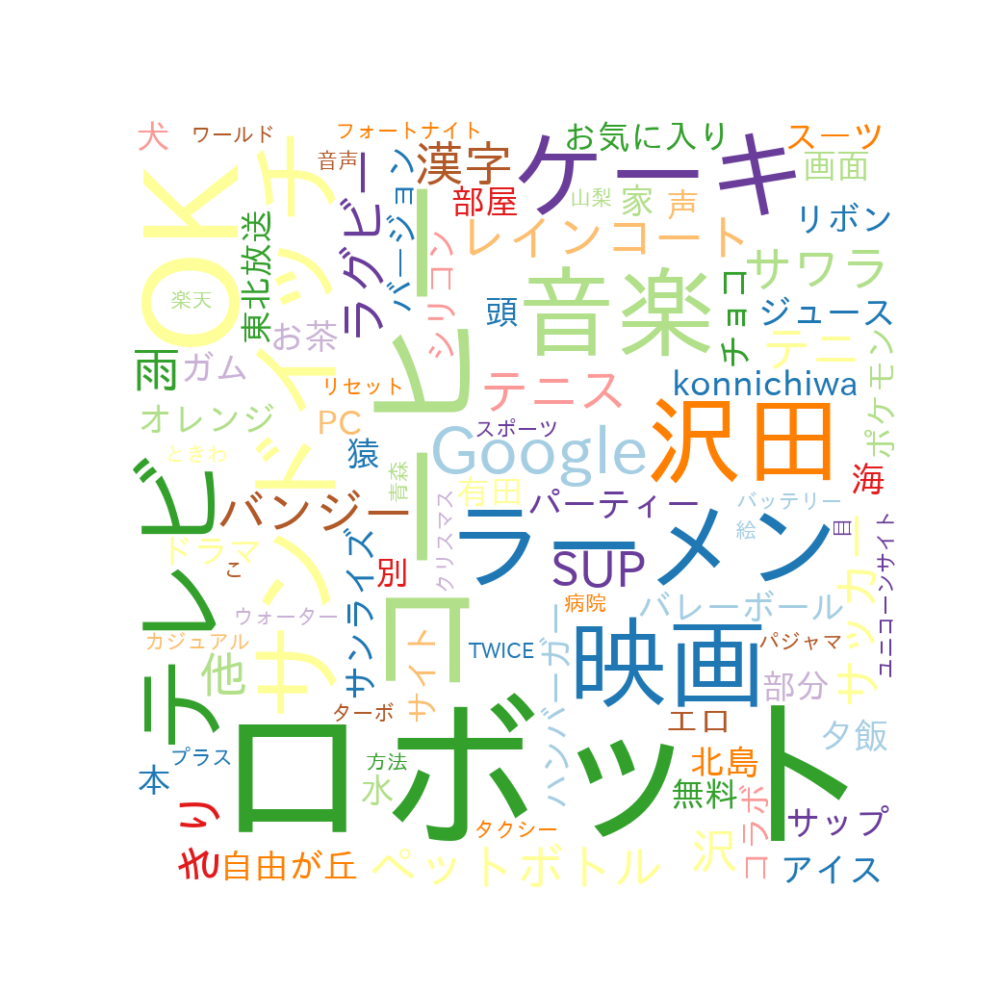 犬
ワールド
フォートナイト
お気に入り
スーツ
音声
漢字
ケーキ
画面
OK
サンドイッチ
ラグビー
バージョン
コーヒー
部屋
山梨
家
声
リボン
東北放送
レインコート
サワラ
楽天
お茶
シリコン
頭
音楽
チョコ
ジュース
雨
ガム
リセット
テニス
konnichiwa
テニ
ポケモン
オレンジ
PC
スポーツ
Google
沢田
ときわ
猿
青森
有田
パーティー
バッテリー
海
テレビ
バンジー
クリスマス
ラーメン
絵
目
ユニコーンサイト
ドラマ
こ
サンライズ
別
SUP
サッカー
ウォーター
病院
バレーボール
カジュアル
他
サイト
TWICE
ハンバーガー
映画
パジャマ
部分
ターボ
エロ
夕飯
プラス
本
方法
水
ロボット
北島
無料
きり
タクシー
コラボ
サップ
自由が丘
ペットボトル
沢
アイス